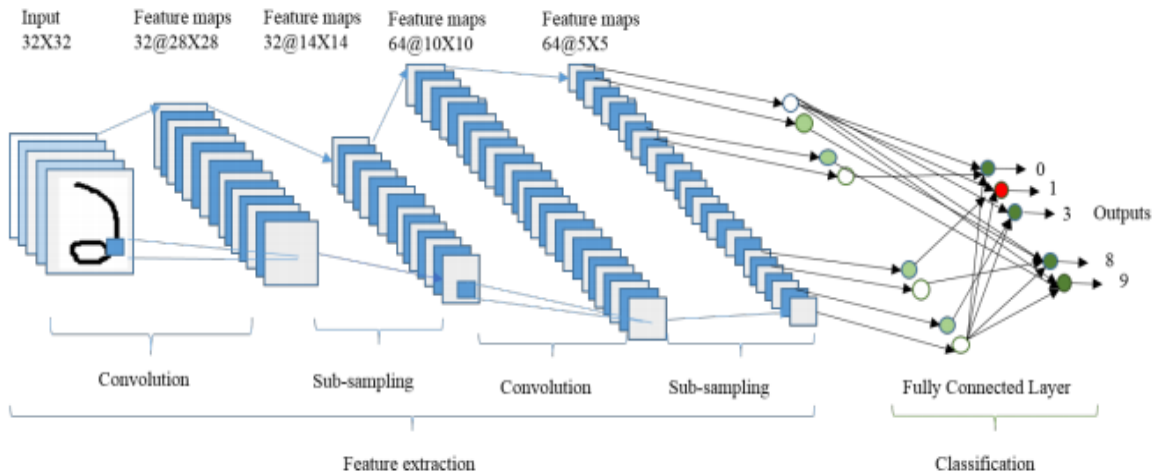 Input
32X32
Feature maps
32@28X28
Feature maps
32@14X14
Feature maps
64@10X10
Feature maps
64@5X5
0
1
3
Outputs
8
9
Convolution
Sub-sampling
Convolution
Sub-sampling
Fully Connected Layer
Feature extraction
Classification